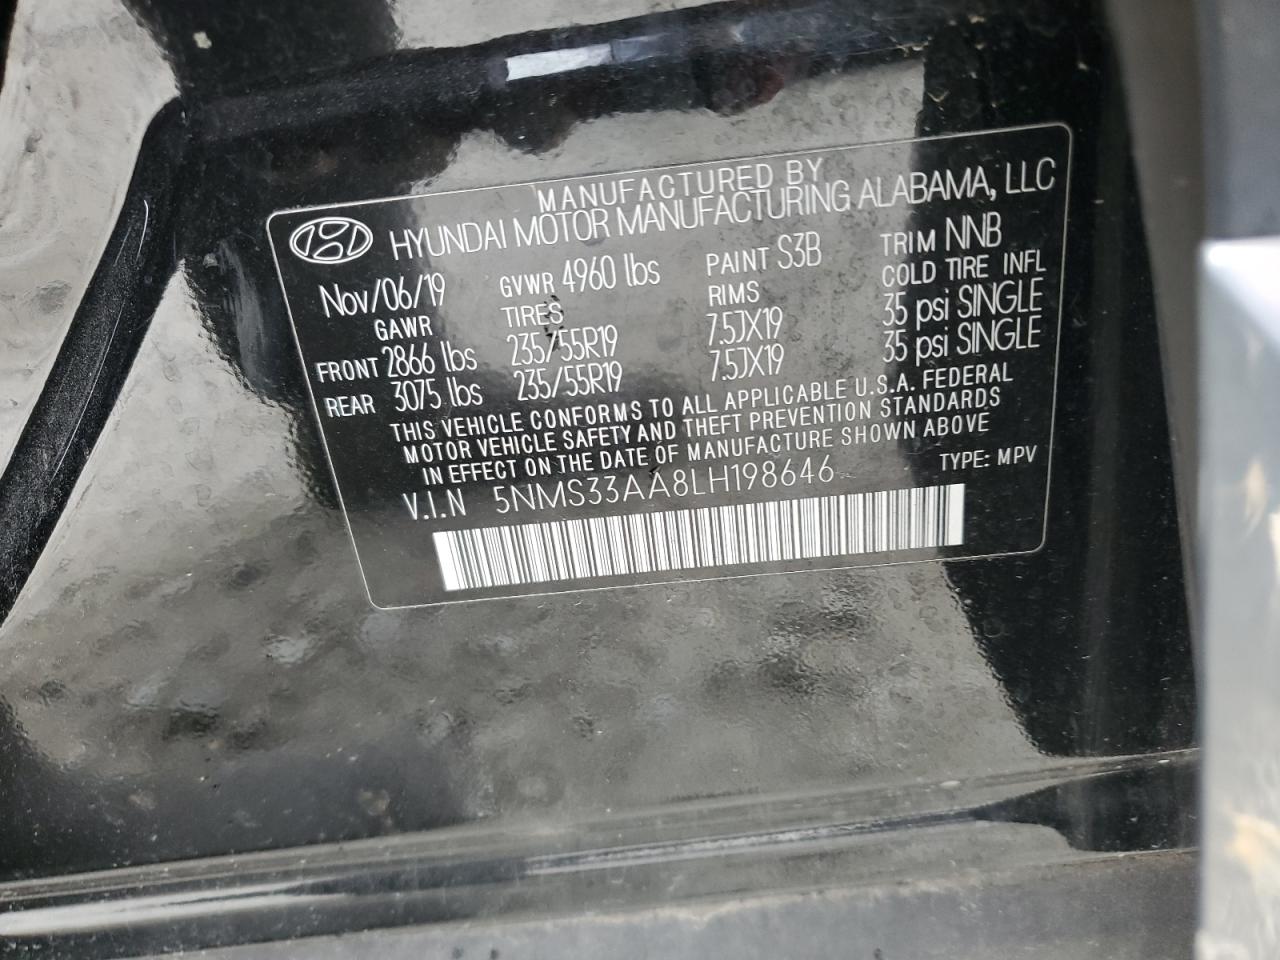 MANUFACTURED BY
HYUNDAI MOTOR MANUFACTURING ALABAMA, LLC
Nov/06/19 GVWR 4960 lbs PAINT S3B TRIM NNB
GAWR TIRES RIMS COLD TIRE INFL
FRONT 2866 lbs 235/55R19 7.5JX19 35 psi SINGLE
REAR 3075 lbs 235/55R19 7.5JX19 35 psi SINGLE
THIS VEHICLE CONFORMS TO ALL APPLICABLE U.S.A. FEDERAL
MOTOR VEHICLE SAFETY AND THEFT PREVENTION STANDARDS
IN EFFECT ON THE DATE OF MANUFACTURE SHOWN ABOVE
V.I.N 5NMS33AA8LH198646 TYPE: MPV